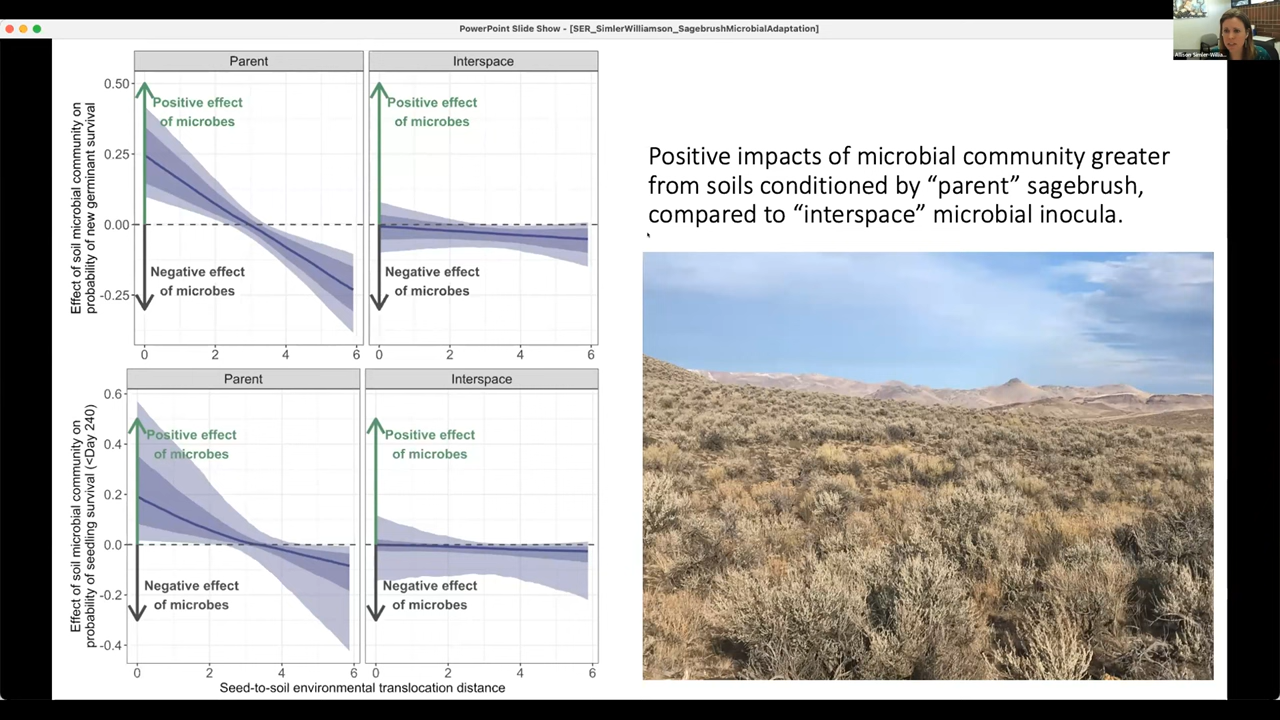 PowerPoint Slide Show - [SER_SimlerWilliamson_SagebrushMicrobialAdaptation]
Allison Simler-Willia...
Parent
Interspace
Effect of soil microbial community on
probability of new germinant survival
0.50
0.25
0.00
-0.25
Positive effect
of microbes
Negative effect
of microbes
Positive effect
of microbes
Negative effect
of microbes
0 2 4 6
0 2 4 6
Parent
Interspace
Effect of soil microbial community on
probability of seedling survival (<Day 240)
0.6
0.4
0.2
0.0
-0.2
-0.4
Positive effect
of microbes
Negative effect
of microbes
Positive effect
of microbes
Negative effect
of microbes
0 2 4 6
0 2 4 6
Seed-to-soil environmental translocation distance
Positive impacts of microbial community greater
from soils conditioned by “parent” sagebrush,
compared to “interspace” microbial inocula.